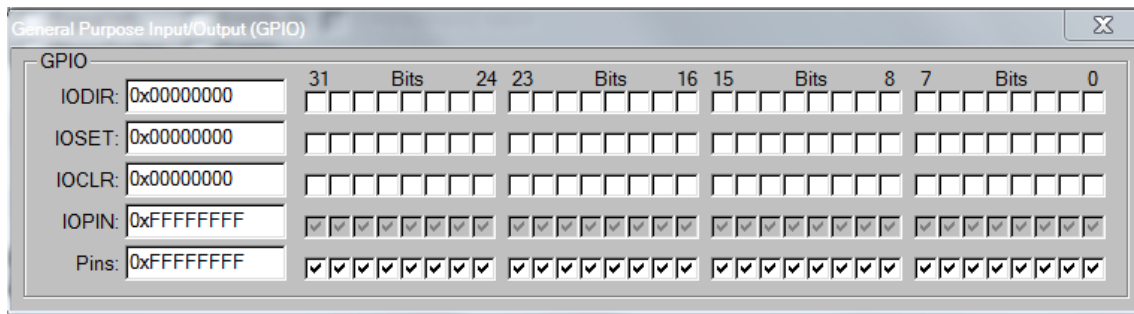 General Purpose Input/Output (GPIO)
GPIO
31 Bits 24 23 Bits 16 15 Bits 8 7 Bits 0
IODIR: 0x00000000
IOSET: 0x00000000
IOCLR: 0x00000000
IOPIN: 0xFFFFFFFF
Pins: 0xFFFFFFFF